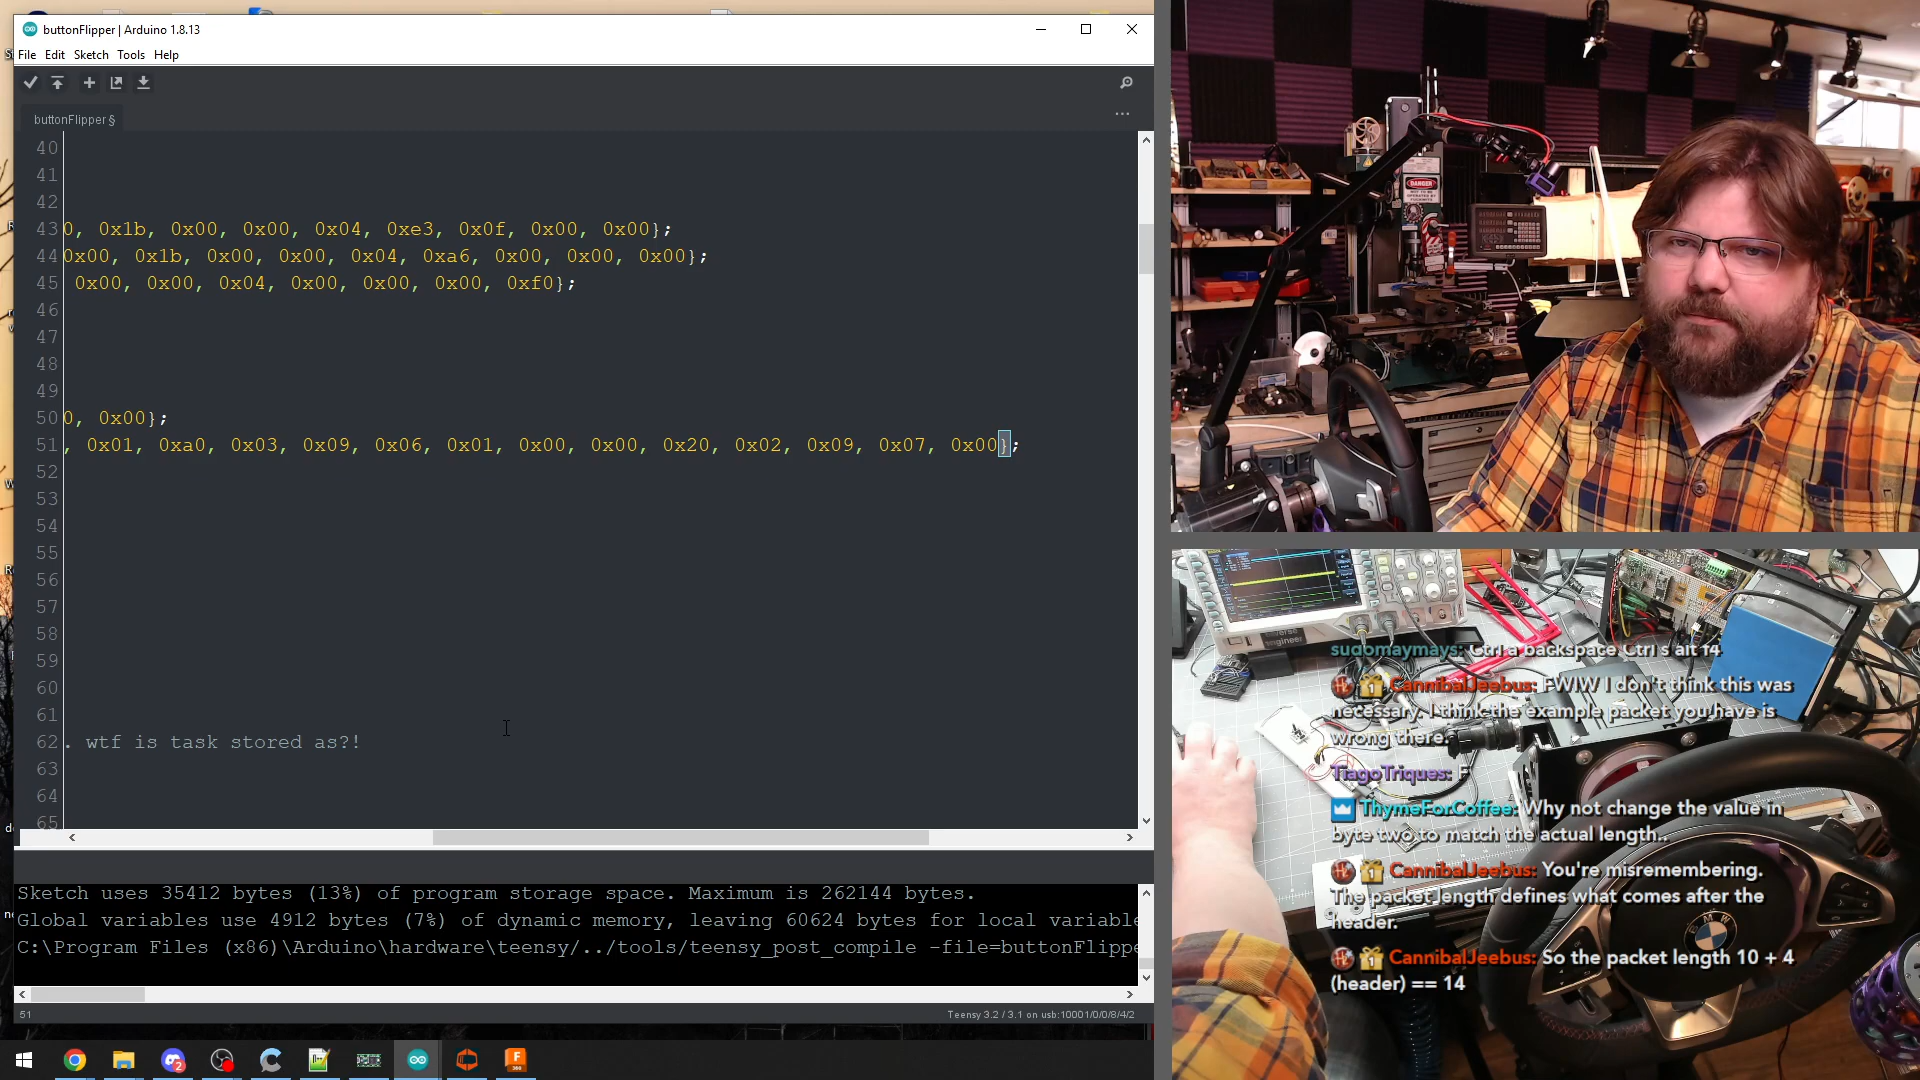 buttonFlipper | Arduino 1.8.13
File Edit Sketch Tools Help
buttonFlipper §
40
41
42
43 0, 0x1b, 0x00, 0x00, 0x04, 0xe3, 0x0f, 0x00, 0x00};
44 0x00, 0x1b, 0x00, 0x00, 0x04, 0xa6, 0x00, 0x00, 0x00};
45 0x00, 0x00, 0x04, 0x00, 0x00, 0x00, 0xf0};
46
47
48
49
50 0, 0x00};
51 , 0x01, 0xa0, 0x03, 0x09, 0x06, 0x01, 0x00, 0x00, 0x20, 0x02, 0x09, 0x07, 0x00};
52
53
54
55
56
57
58
59
60
61
62 . wtf is task stored as?!
63
64
65
Sketch uses 35412 bytes (13%) of program storage space. Maximum is 262144 bytes.
Global variables use 4912 bytes (7%) of dynamic memory, leaving 60624 bytes for local variable
C:\Program Files (x86)\Arduino\hardware\teensy/../tools/teensy_post_compile -file=buttonFlippe
51
Teensy 3.2 / 3.1 on usb:10001/0/0/8/4/2
DANGER
sudomaymays: Ctrl a backspace Ctrl s alt f4
CannibalJeebus: FWIW I don't think this was
necessary. I think the example packet you have is
wrong there.
TiagoTriques: F
ThymeForCoffee: Why not change the value in
byte two to match the actual length..
CannibalJeebus: You're misremembering.
The packet length defines what comes after the
header.
CannibalJeebus: So the packet length 10 + 4
(header) == 14
BMW